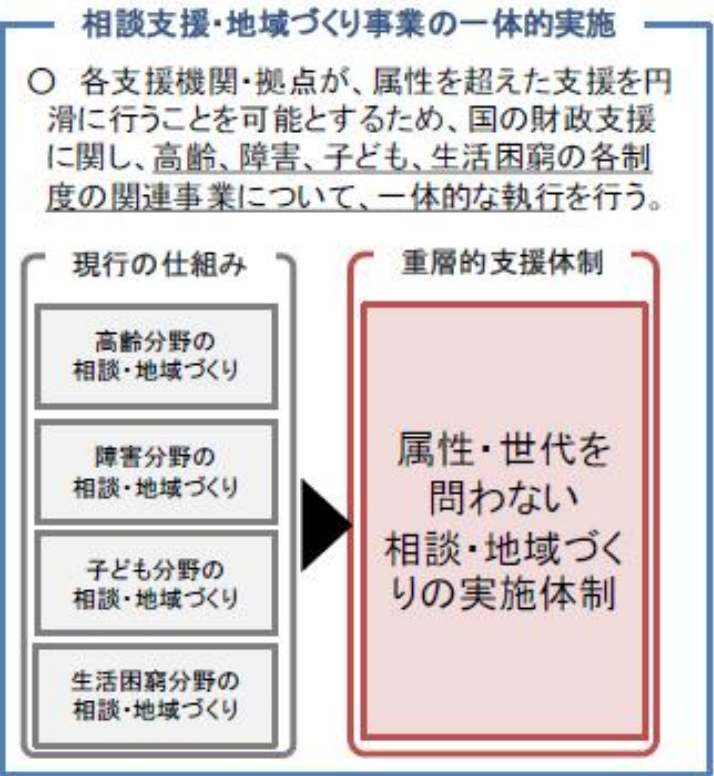 相談支援・地域づくり事業の一体的実施
○ 各支援機関・拠点が、属性を超えた支援を円
滑に行うことを可能とするため、国の財政支援
に関し、高齢、障害、子ども、生活困窮の各制
度の関連事業について、一体的な執行を行う。
現行の仕組み
高齢分野の
相談・地域づくり
障害分野の
相談・地域づくり
子ども分野の
相談・地域づくり
生活困窮分野の
相談・地域づくり
重層的支援体制
属性・世代を
問わない
相談・地域づく
りの実施体制